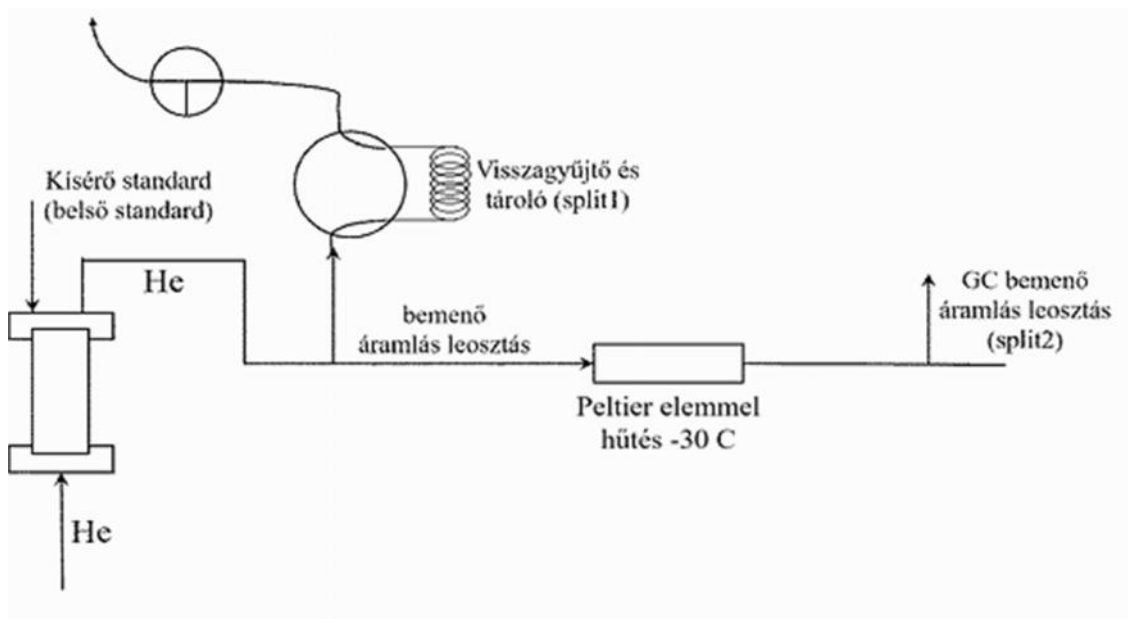 Kísérő standard
(belső standard)
Visszagyűjtő és
tároló (split1)
He
bemenő
áramlás leosztás
GC bemenő
áramlás leosztás
(split2)
Peltier elemmel
hűtés -30 C
He